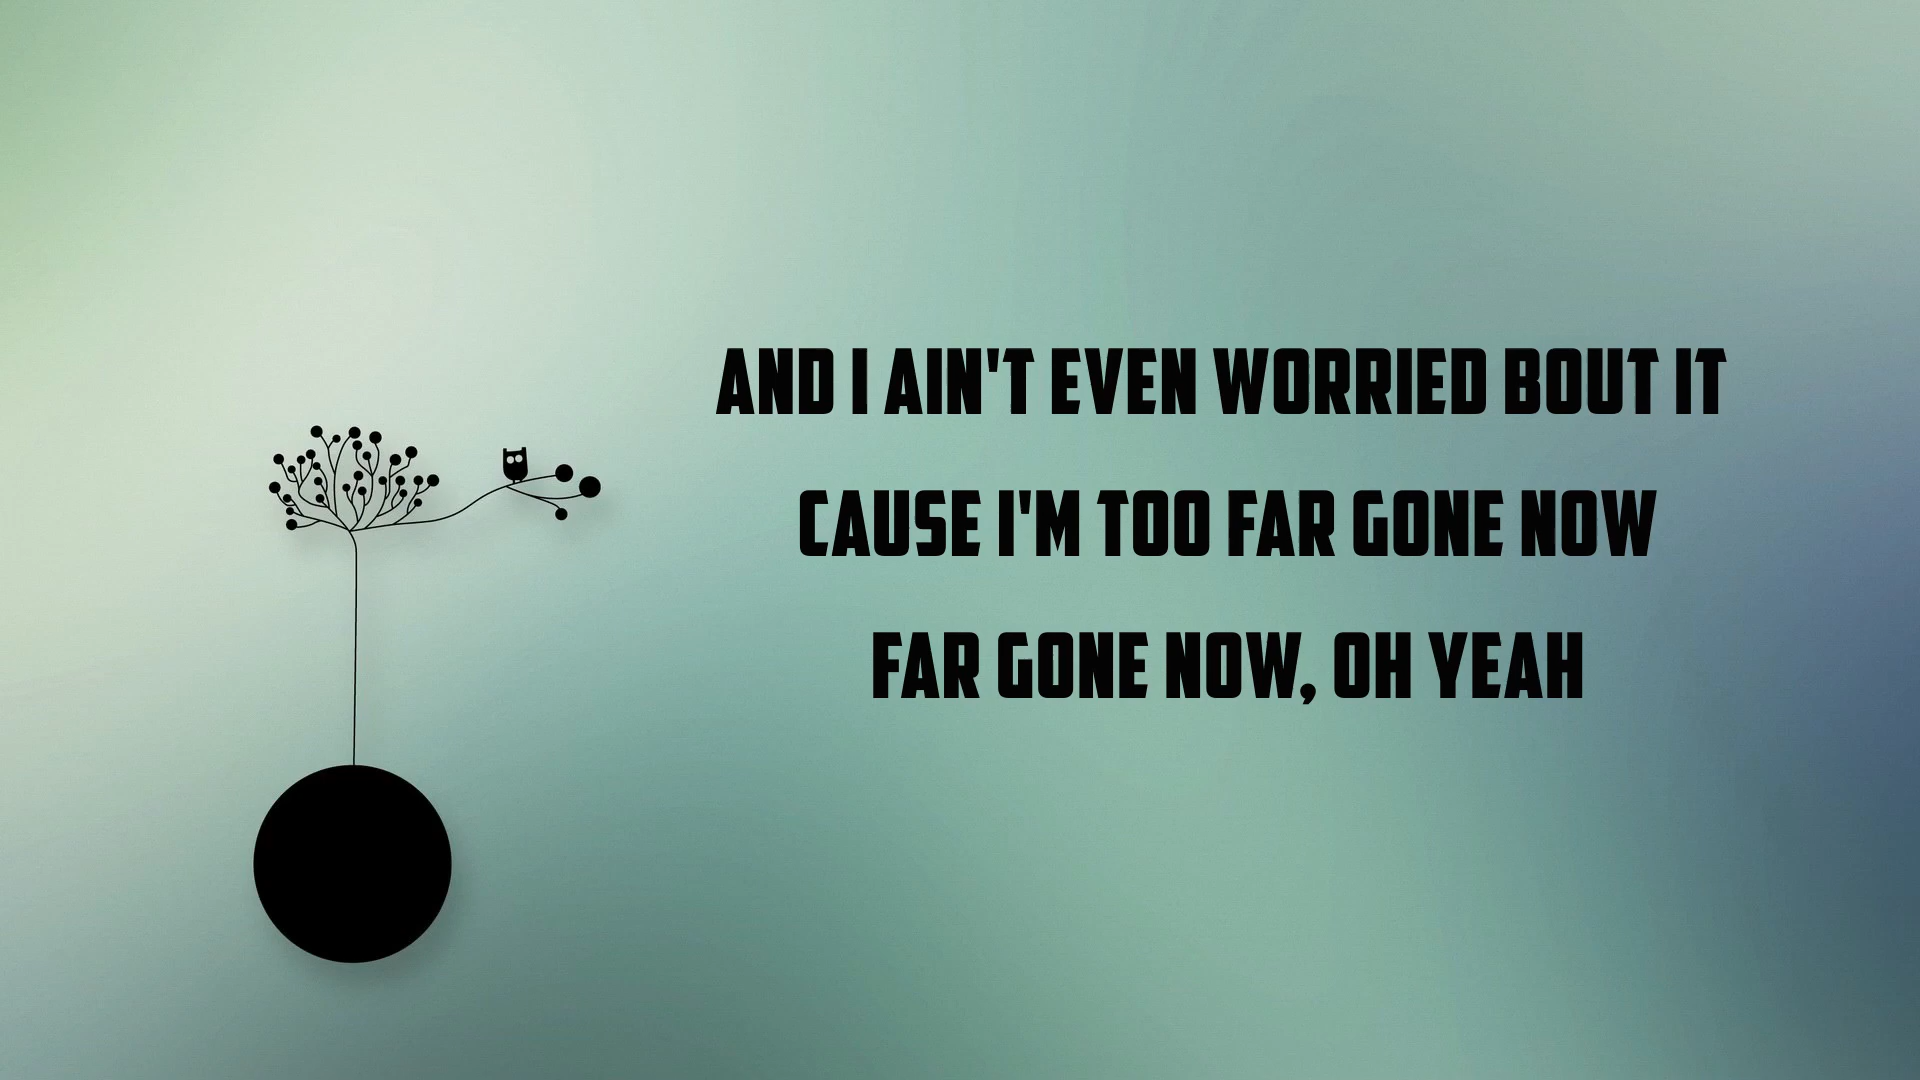 AND I AIN'T EVEN WORRIED BOUT IT
CAUSE I'M TOO FAR GONE NOW
FAR GONE NOW, OH YEAH